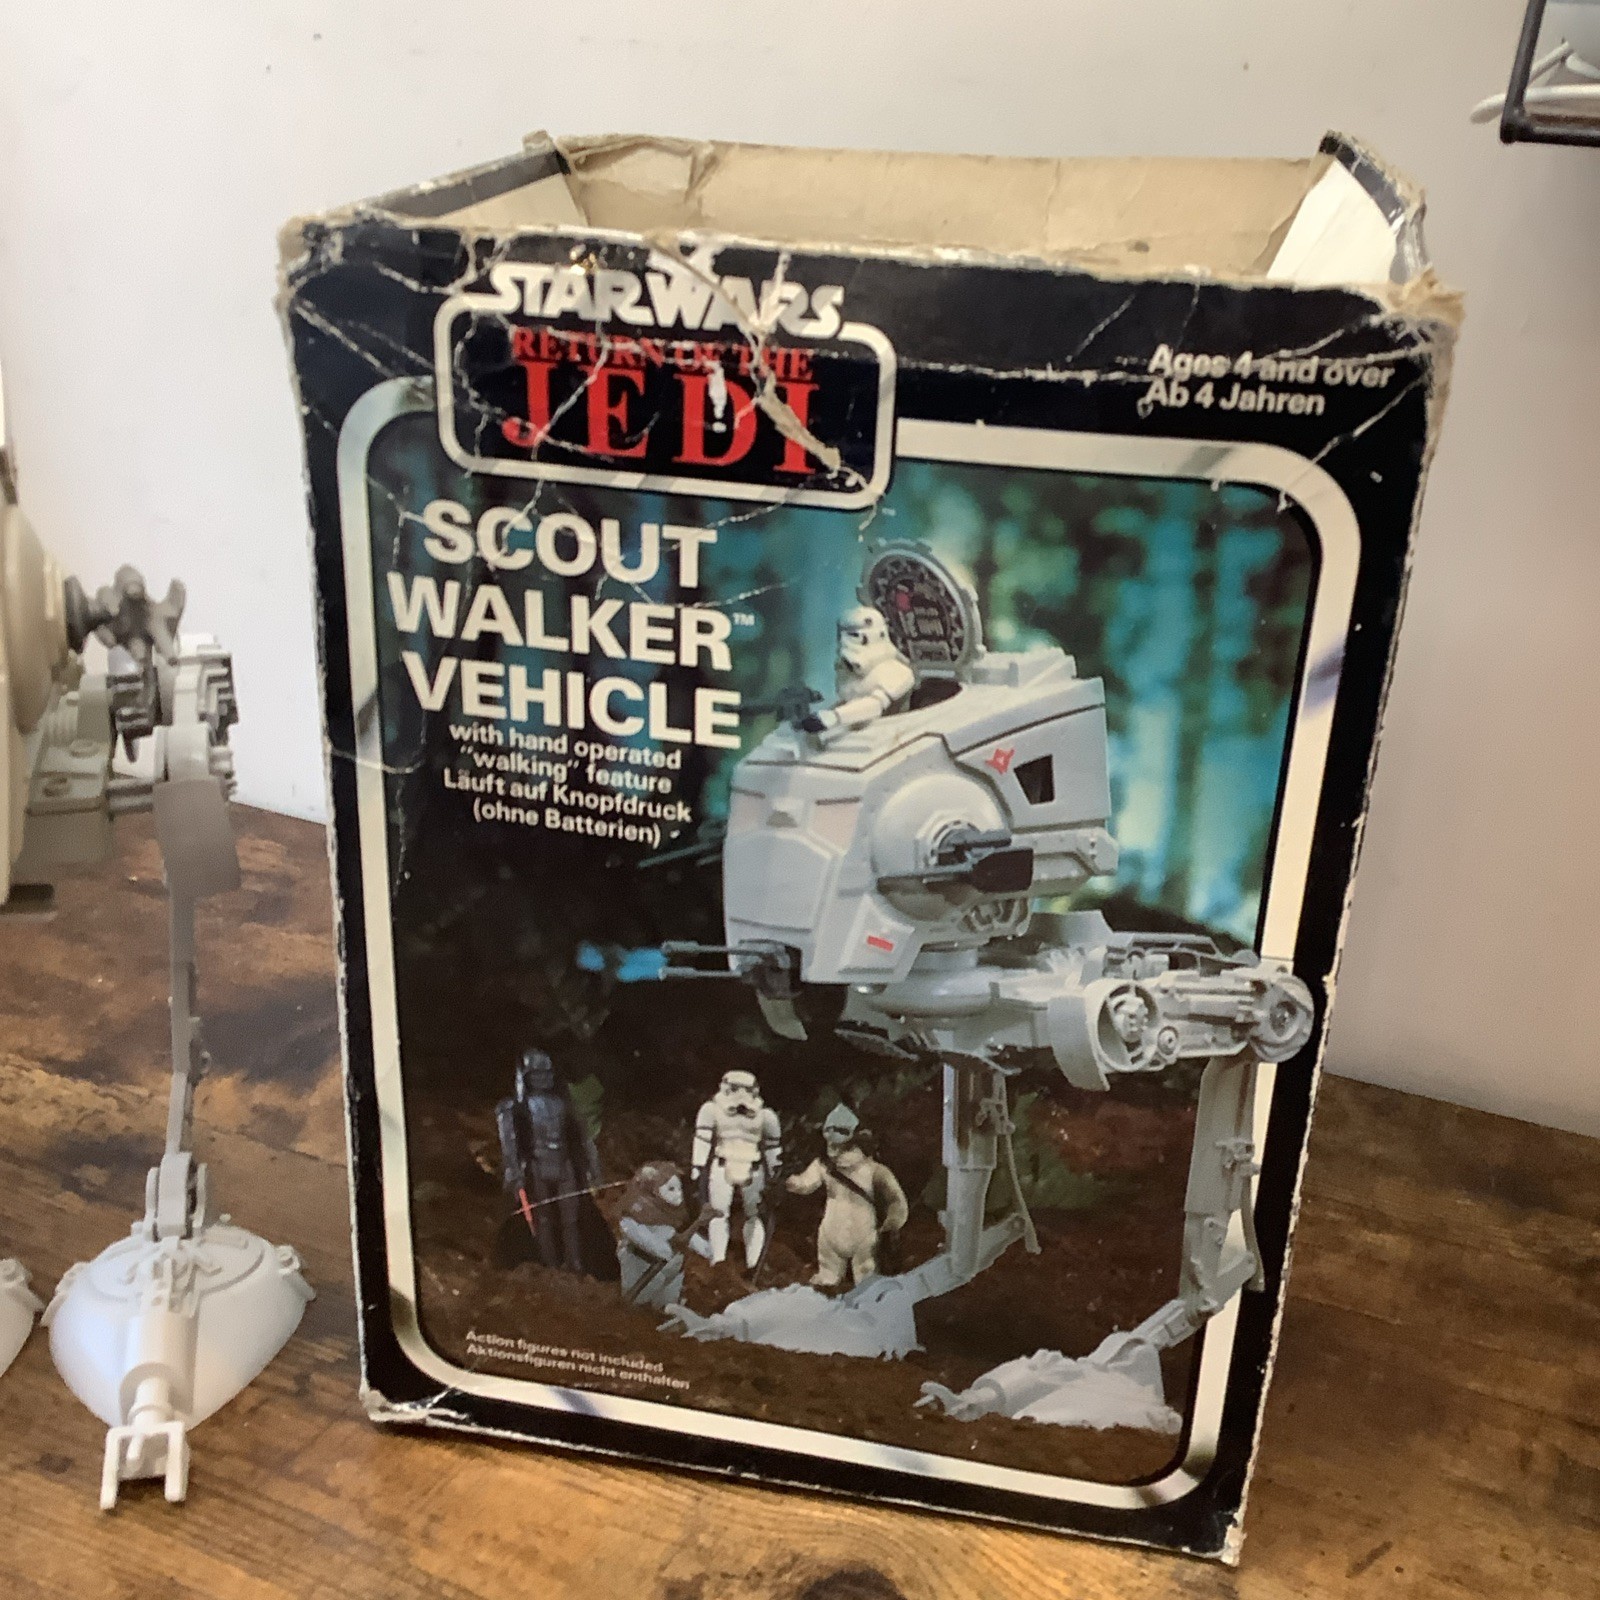 STAR WARS
RETURN OF THE
JEDI
Ages 4 and over
Ab 4 Jahren
SCOUT
WALKER™
VEHICLE
with hand operated
"walking" feature
Läuft auf Knopfdruck
(ohne Batterien)
Action figures not included
Aktionsfiguren nicht enthalten